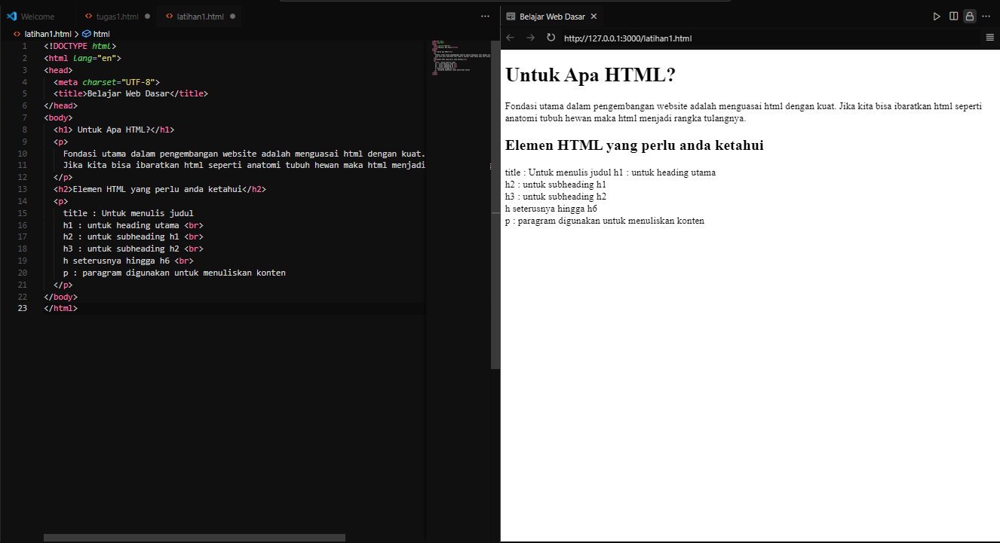 Welcome
tugas1.html
latihan1.html
latihan1.html > html
1 <!DOCTYPE html>
2 <html lang="en">
3 <head>
4 <meta charset="UTF-8">
5 <title>Belajar Web Dasar</title>
6 </head>
7 <body>
8 <h1> Untuk Apa HTML?</h1>
9 <p>
10 Fondasi utama dalam pengembangan website adalah menguasai html dengan kuat.
11 Jika kita bisa ibaratkan html seperti anatomi tubuh hewan maka html menjadi
12 </p>
13 <h2>Elemen HTML yang perlu anda ketahui</h2>
14 <p>
15 title : Untuk menulis judul
16 h1 : untuk heading utama <br>
17 h2 : untuk subheading h1 <br>
18 h3 : untuk subheading h2 <br>
19 h seterusnya hingga h6 <br>
20 p : paragram digunakan untuk menuliskan konten
21 </p>
22 </body>
23 </html>
Belajar Web Dasar
http://127.0.0.1:3000/latihan1.html
Untuk Apa HTML?
Fondasi utama dalam pengembangan website adalah menguasai html dengan kuat. Jika kita bisa ibaratkan html seperti
anatomi tubuh hewan maka html menjadi rangka tulangnya.
Elemen HTML yang perlu anda ketahui
title : Untuk menulis judul h1 : untuk heading utama
h2 : untuk subheading h1
h3 : untuk subheading h2
h seterusnya hingga h6
p : paragram digunakan untuk menuliskan konten